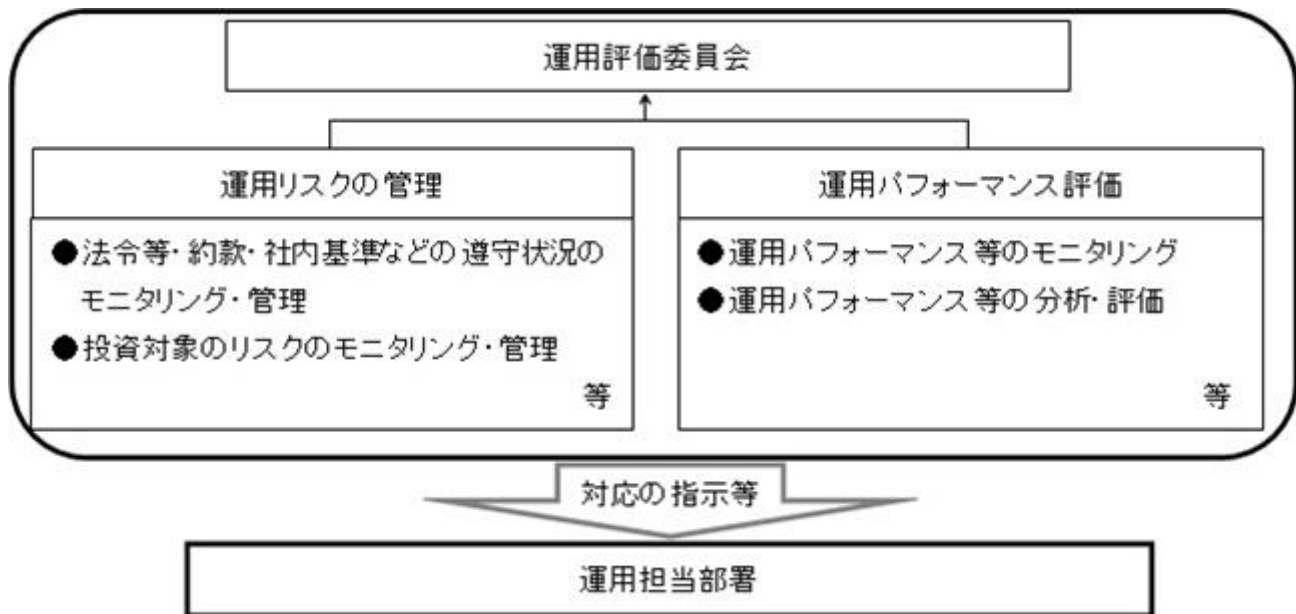 運用評価委員会
運用リスクの管理
●法令等・約款・社内基準などの遵守状況の
モニタリング・管理
●投資対象のリスクのモニタリング・管理
等
運用パフォーマンス評価
●運用パフォーマンス等のモニタリング
●運用パフォーマンス等の分析・評価
等
対応の指示等
運用担当部署